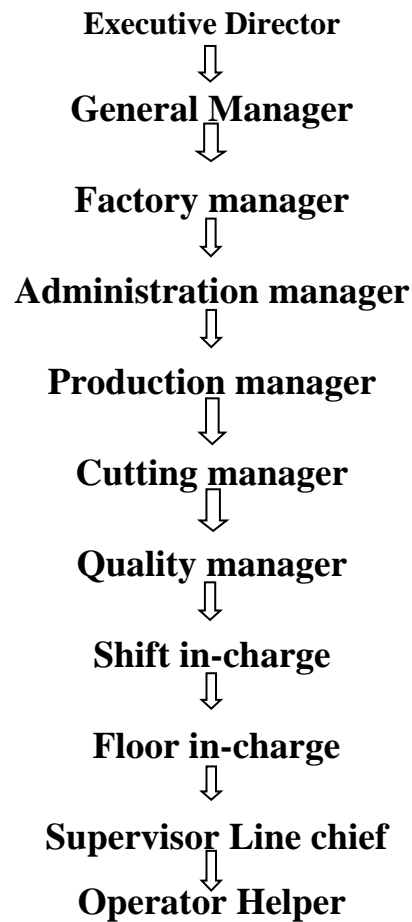 Executive Director
General Manager
Factory manager
Administration manager
Production manager
Cutting manager
Quality manager
Shift in-charge
Floor in-charge
Supervisor Line chief
Operator Helper